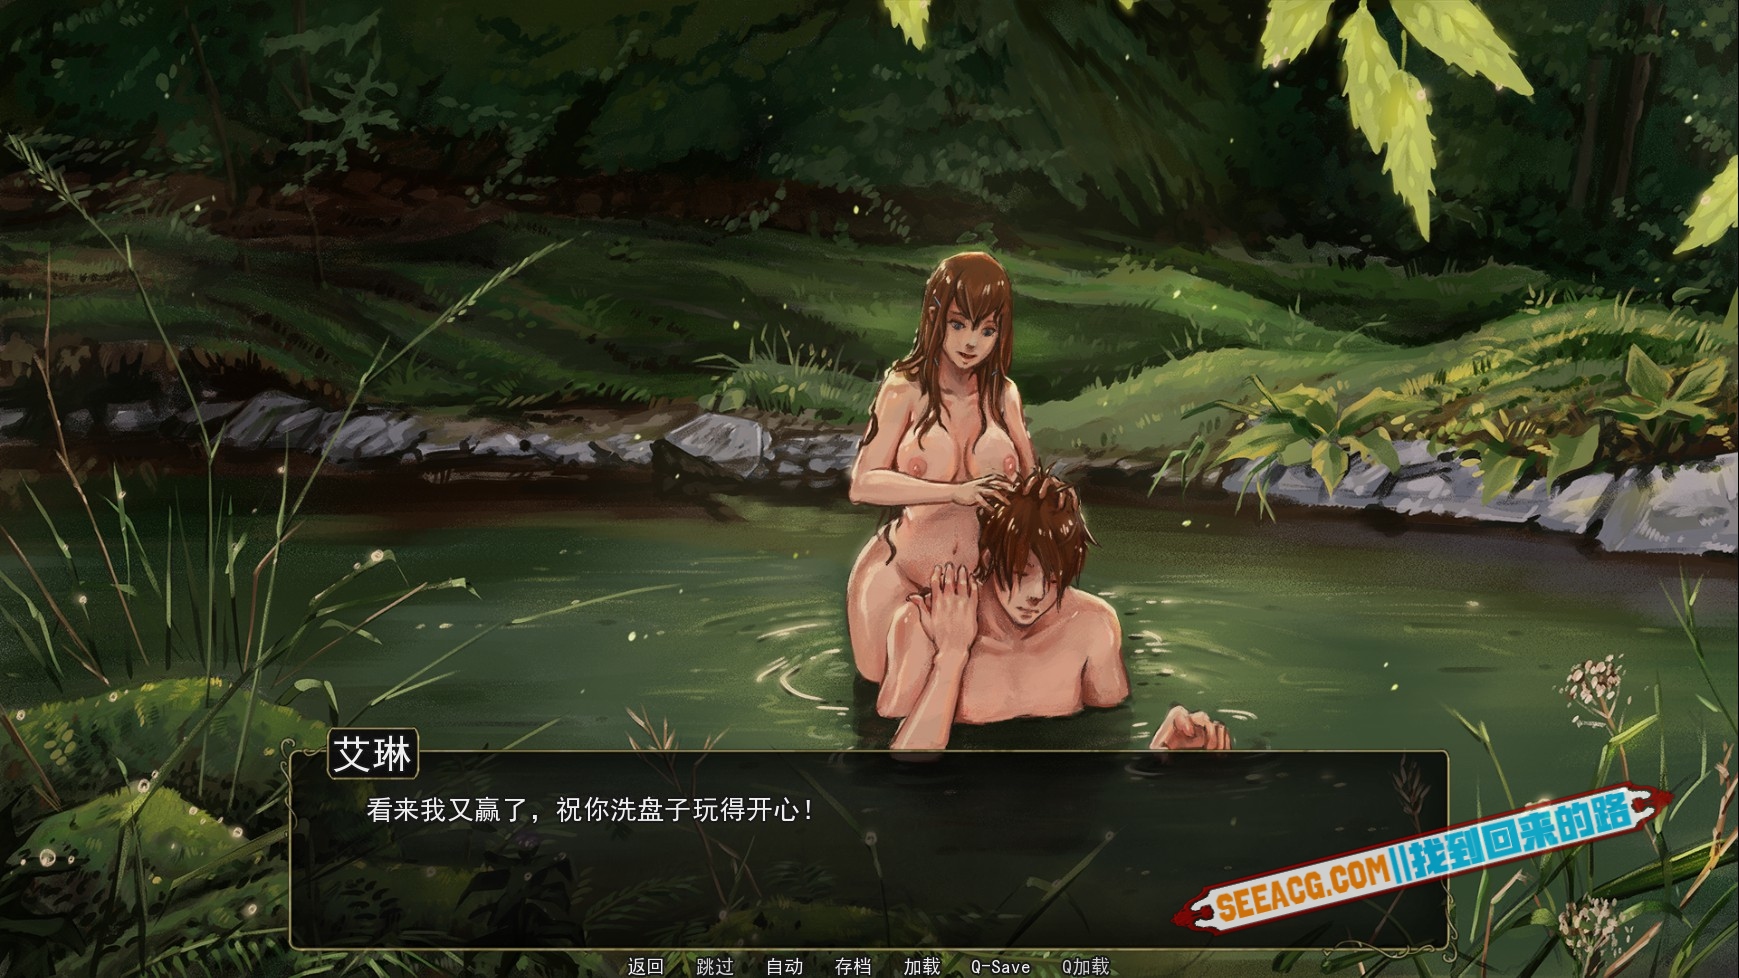 艾琳
看来我又赢了，祝你洗盘子玩得开心！
SEEACG.COM||找到回来的路
返回 跳过 自动 存档 加载 Q-Save Q加载